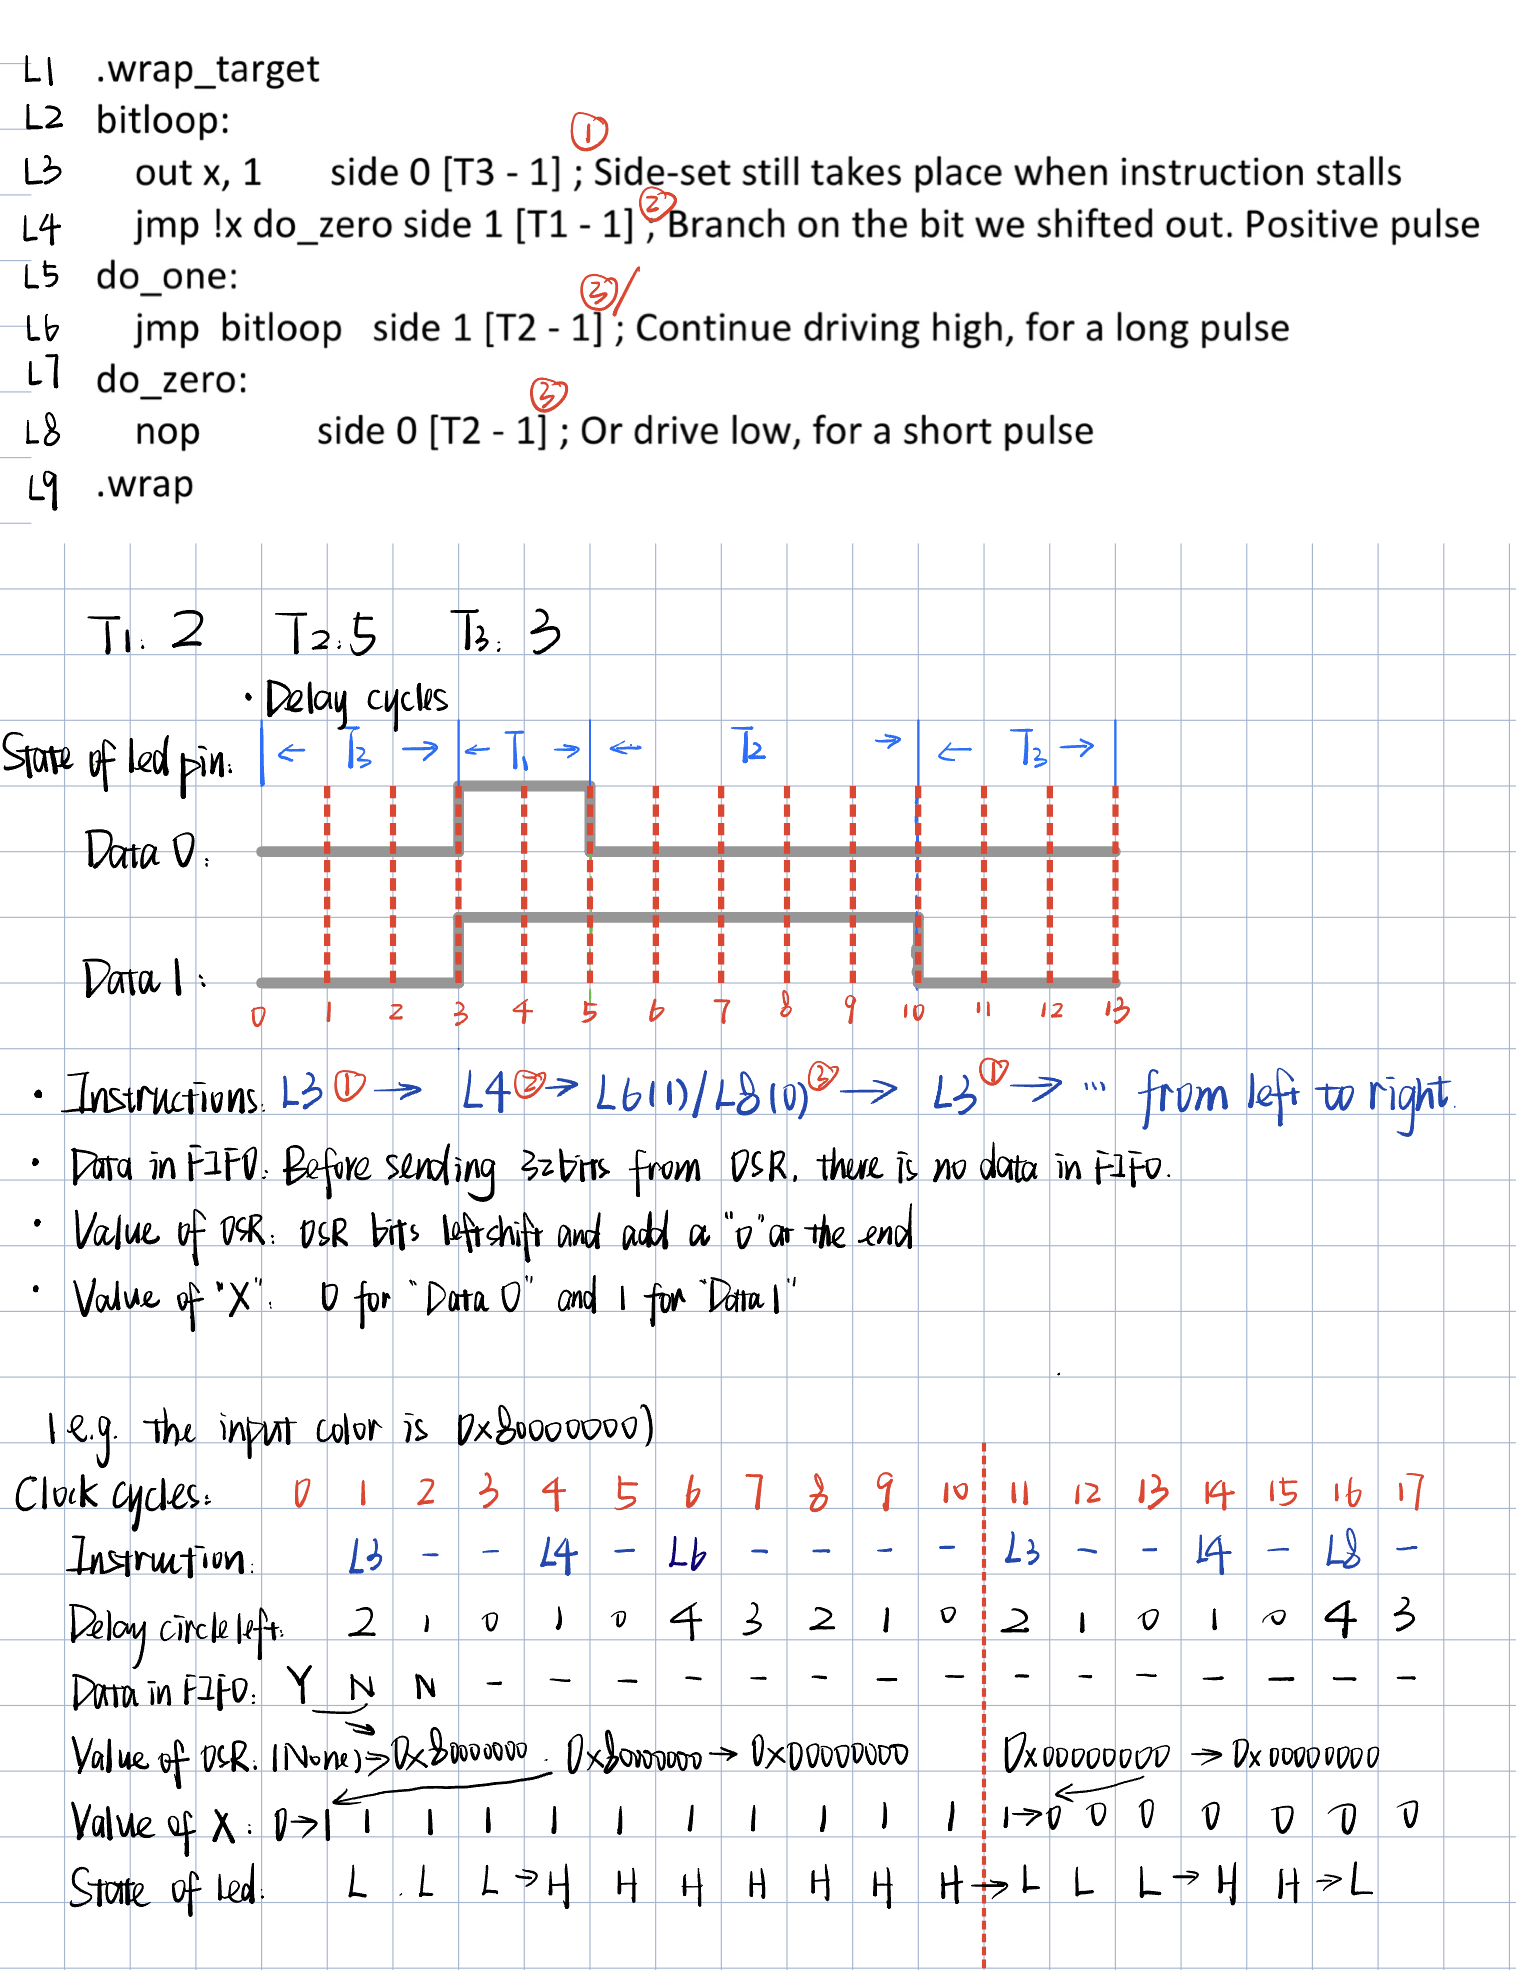 L1 .wrap_target
L2 bitloop:
①
L3 out x, 1 side 0 [T3 - 1] ; Side-set still takes place when instruction stalls
②
L4 jmp !x do_zero side 1 [T1 - 1] ; Branch on the bit we shifted out. Positive pulse
L5 do_one:
③/
L6 jmp bitloop side 1 [T2 - 1] ; Continue driving high, for a long pulse
L7 do_zero:
③
L8 nop side 0 [T2 - 1] ; Or drive low, for a short pulse
L9 .wrap
T1: 2 T2: 5 T3: 3
· Delay cycles
State of led pin: ← T3 → ← T1 → ← T2 → ← T3 →
Data 0:
Data 1:
0 1 2 3 4 5 6 7 8 9 10 11 12 13
· Instructions: L3 ① → L4 ② → L6(1)/L8(0) ③ → L3 ① → ... from left to right.
· Data in FIFO: Before sending 32bits from OSR, there is no data in FIFO.
· Value of OSR: OSR bits leftshift and add a "0" at the end
· Value of "X": 0 for "Data 0" and 1 for "Data 1"
(e.g. the input color is 0x80000000)
Clock cycles: 0 1 2 3 4 5 6 7 8 9 10 11 12 13 14 15 16 17
Instruction: L3 - - L4 - L6 - - - - L3 - - L4 - L8 -
Delay circle left: 2 1 0 1 0 4 3 2 1 0 2 1 0 1 0 4 3
Data in FIFO: Y N N - - - - - - - - - - - - - - -
Value of OSR: (None) → 0x80000000 . 0x80000000 → 0x00000000 0x00000000 → 0x00000000
Value of X: 0→1 1 1 1 1 1 1 1 1 1 1 1→0 0 0 0 0 0 0
State of led: L . L L → H H H H H H H → L L L → H H → L